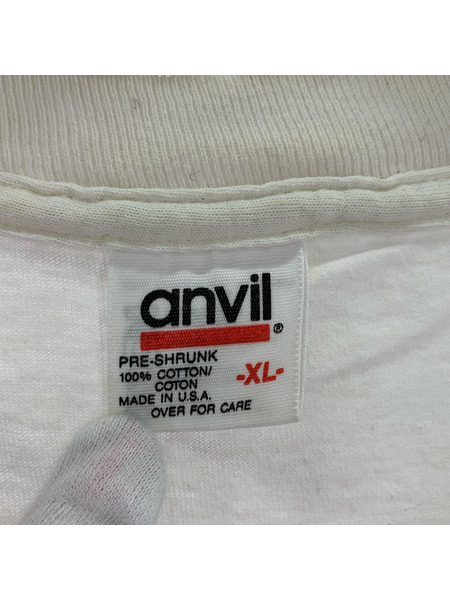 anvil
®
PRE-SHRUNK
100% COTTON/
COTON
-XL-
MADE IN U.S.A.
OVER FOR CARE